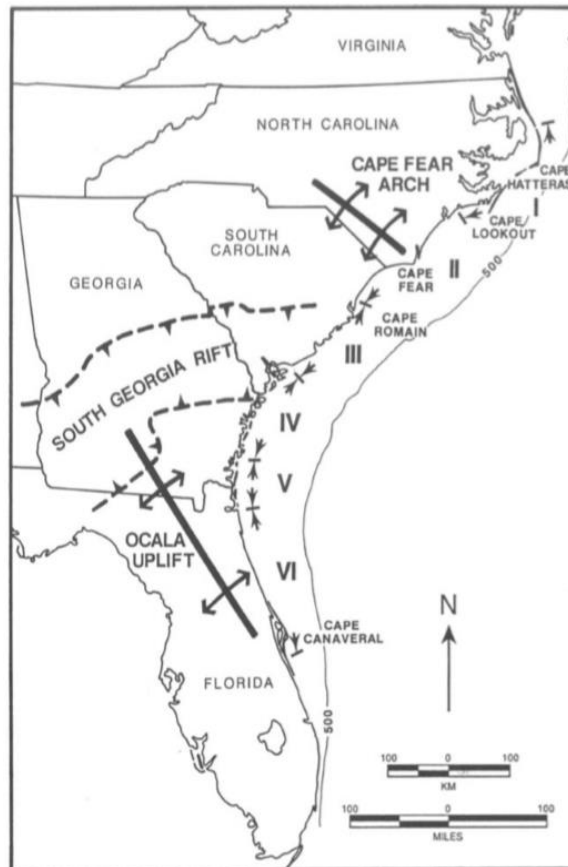 VIRGINIA
NORTH CAROLINA
CAPE FEAR
ARCH
CAPE
HATTERAS
I
CAPE
LOOKOUT
SOUTH
CAROLINA
GEORGIA
CAPE
FEAR
II
500
CAPE
ROMAIN
III
SOUTH GEORGIA RIFT
IV
V
OCALA
UPLIFT
VI
N
CAPE
CANAVERAL
FLORIDA
500
100 0 100
KM
100 0 100
MILES